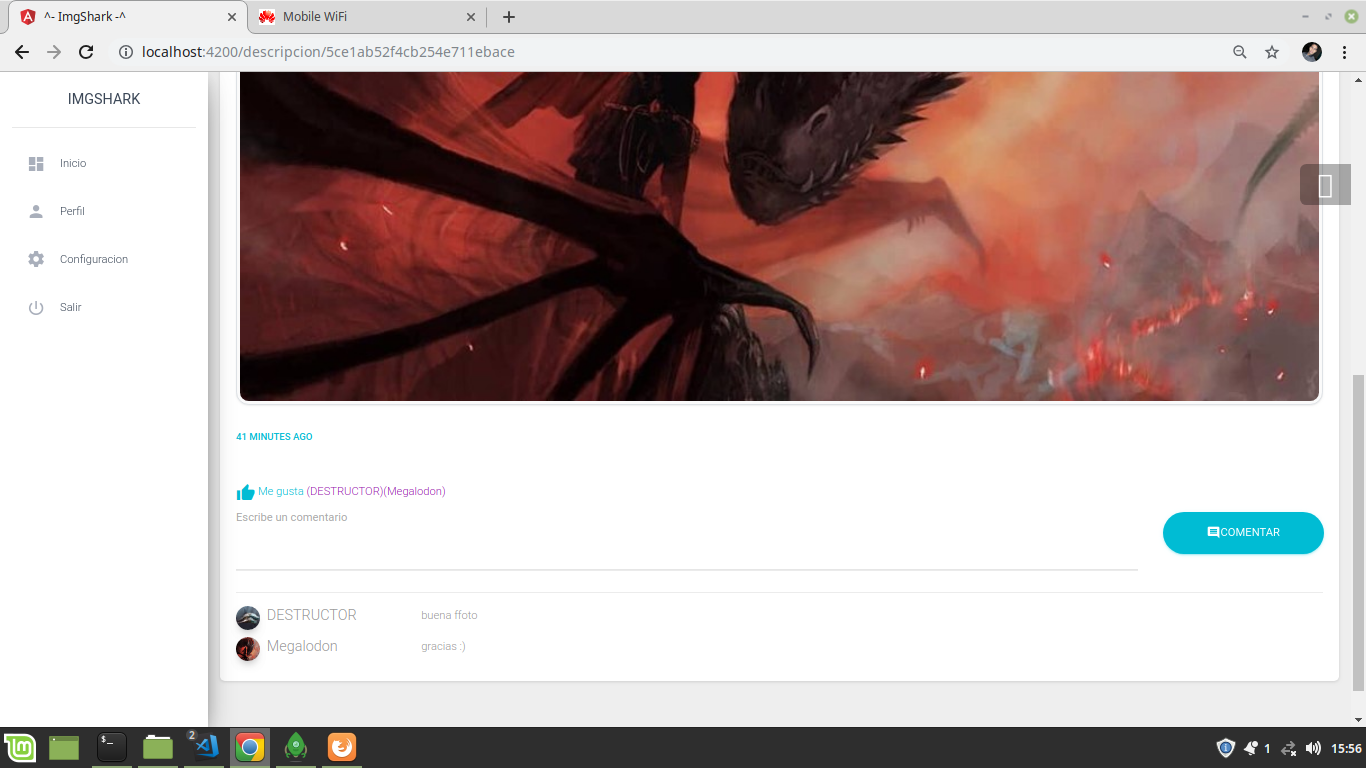 ^- ImgShark -^
Mobile WiFi
localhost:4200/descripcion/5ce1ab52f4cb254e711ebace
IMGSHARK
Inicio
Perfil
Configuracion
Salir
41 MINUTES AGO
Me gusta (DESTRUCTOR)(Megalodon)
Escribe un comentario
COMENTAR
DESTRUCTOR buena ffoto
Megalodon gracias :)
$_
2
1
15:56